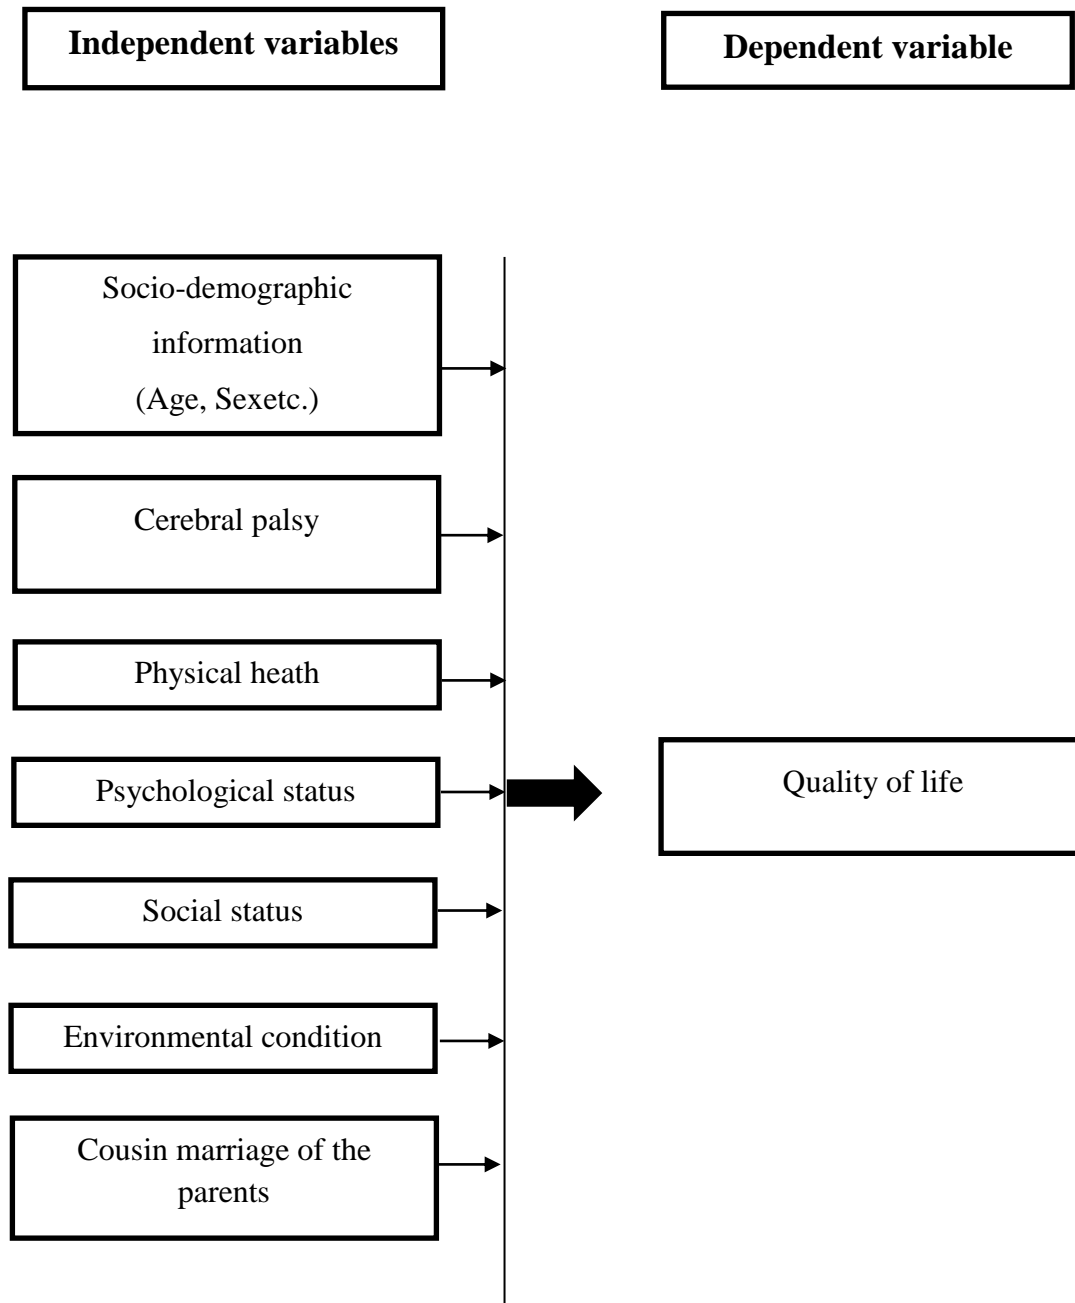 Independent variables
Dependent variable
Socio-demographic
information
(Age, Sexetc.)
Cerebral palsy
Physical heath
Psychological status
Quality of life
Social status
Environmental condition
Cousin marriage of the
parents